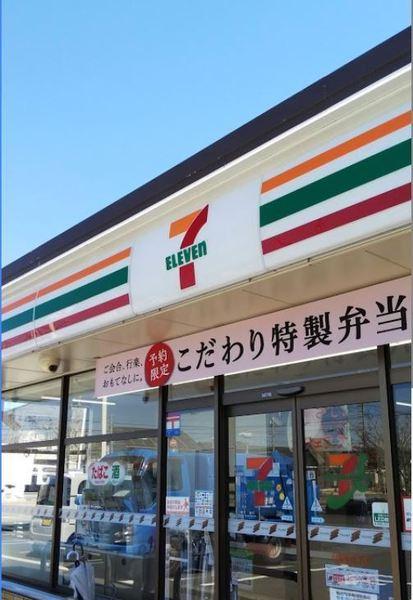 7
ELEVEN
ご会合、行楽、
おもてなしに。
予約
限定
こだわり特製弁当
たばこ 酒